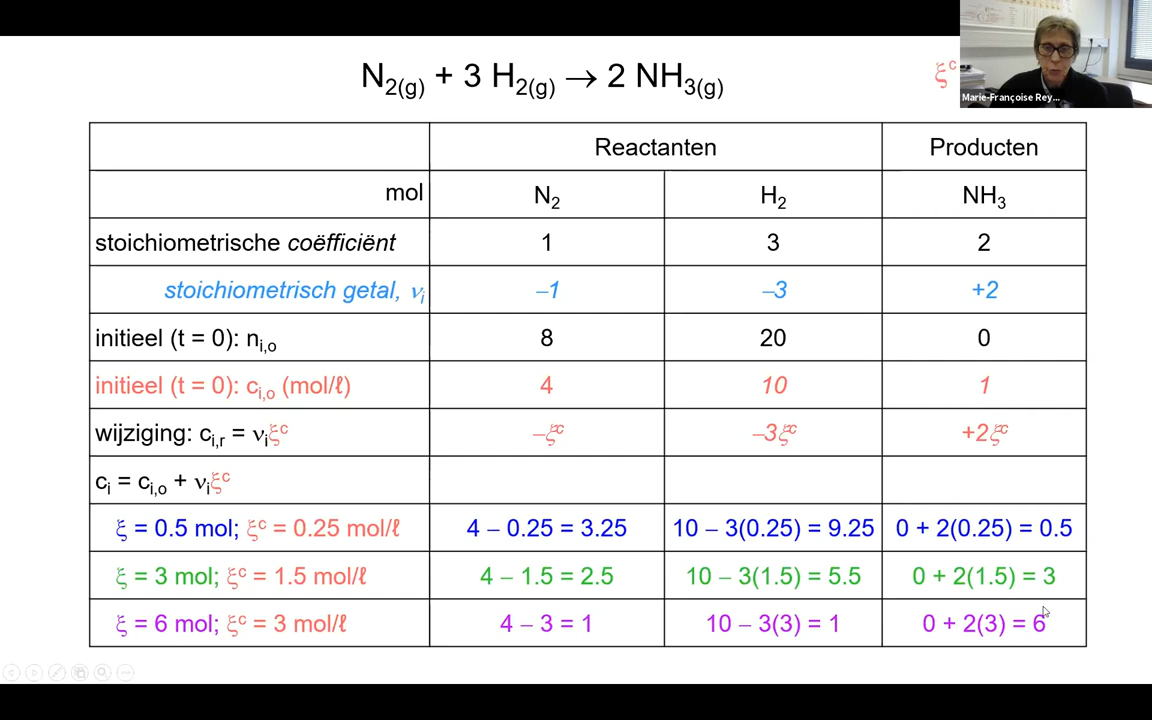 N2(g) + 3 H2(g) → 2 NH3(g)
ξc
Marie-Françoise Rey...
Reactanten Producten
mol N2 H2 NH3
stoichiometrische coëfficiënt 1 3 2
stoichiometrisch getal, νi –1 –3 +2
initieel (t = 0): ni,o 8 20 0
initieel (t = 0): ci,o (mol/ℓ) 4 10 1
wijziging: ci,r = νiξc –ξc –3ξc +2ξc
ci = ci,o + νiξc
ξ = 0.5 mol; ξc = 0.25 mol/ℓ 4 – 0.25 = 3.25 10 – 3(0.25) = 9.25 0 + 2(0.25) = 0.5
ξ = 3 mol; ξc = 1.5 mol/ℓ 4 – 1.5 = 2.5 10 – 3(1.5) = 5.5 0 + 2(1.5) = 3
ξ = 6 mol; ξc = 3 mol/ℓ 4 – 3 = 1 10 – 3(3) = 1 0 + 2(3) = 6